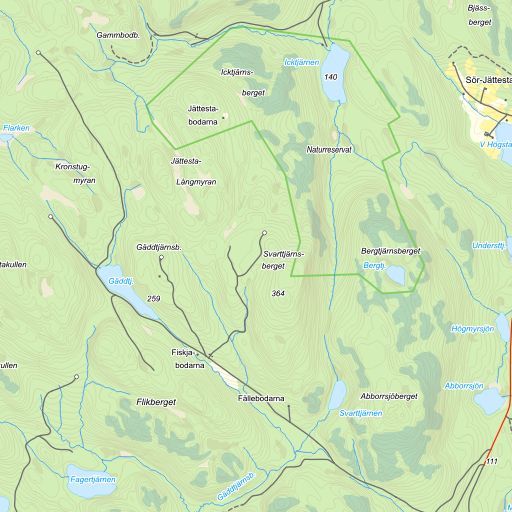 Bjäss-
berget
Gammbodb.
Icktjärnen
Icktjärns-
berget
140
Sör-Jättesta
Jättesta-
bodarna
Flarken
V Högsta
Naturreservat
Kronstug-
myran
Jättesta-
Långmyran
Gäddtjärnsb.
Svarttjärns-
berget
Bergtjärnsberget
Bergtj.
Understtj.
takullen
Gäddtj.
259
364
Högmyrsjön
Fiskja-
bodarna
kullen
Abborrsjön
Flikberget
Fällebodarna
Abborrsjöberget
Svarttjärnen
111
Fagertjärnen
Gäddtjärnsb.